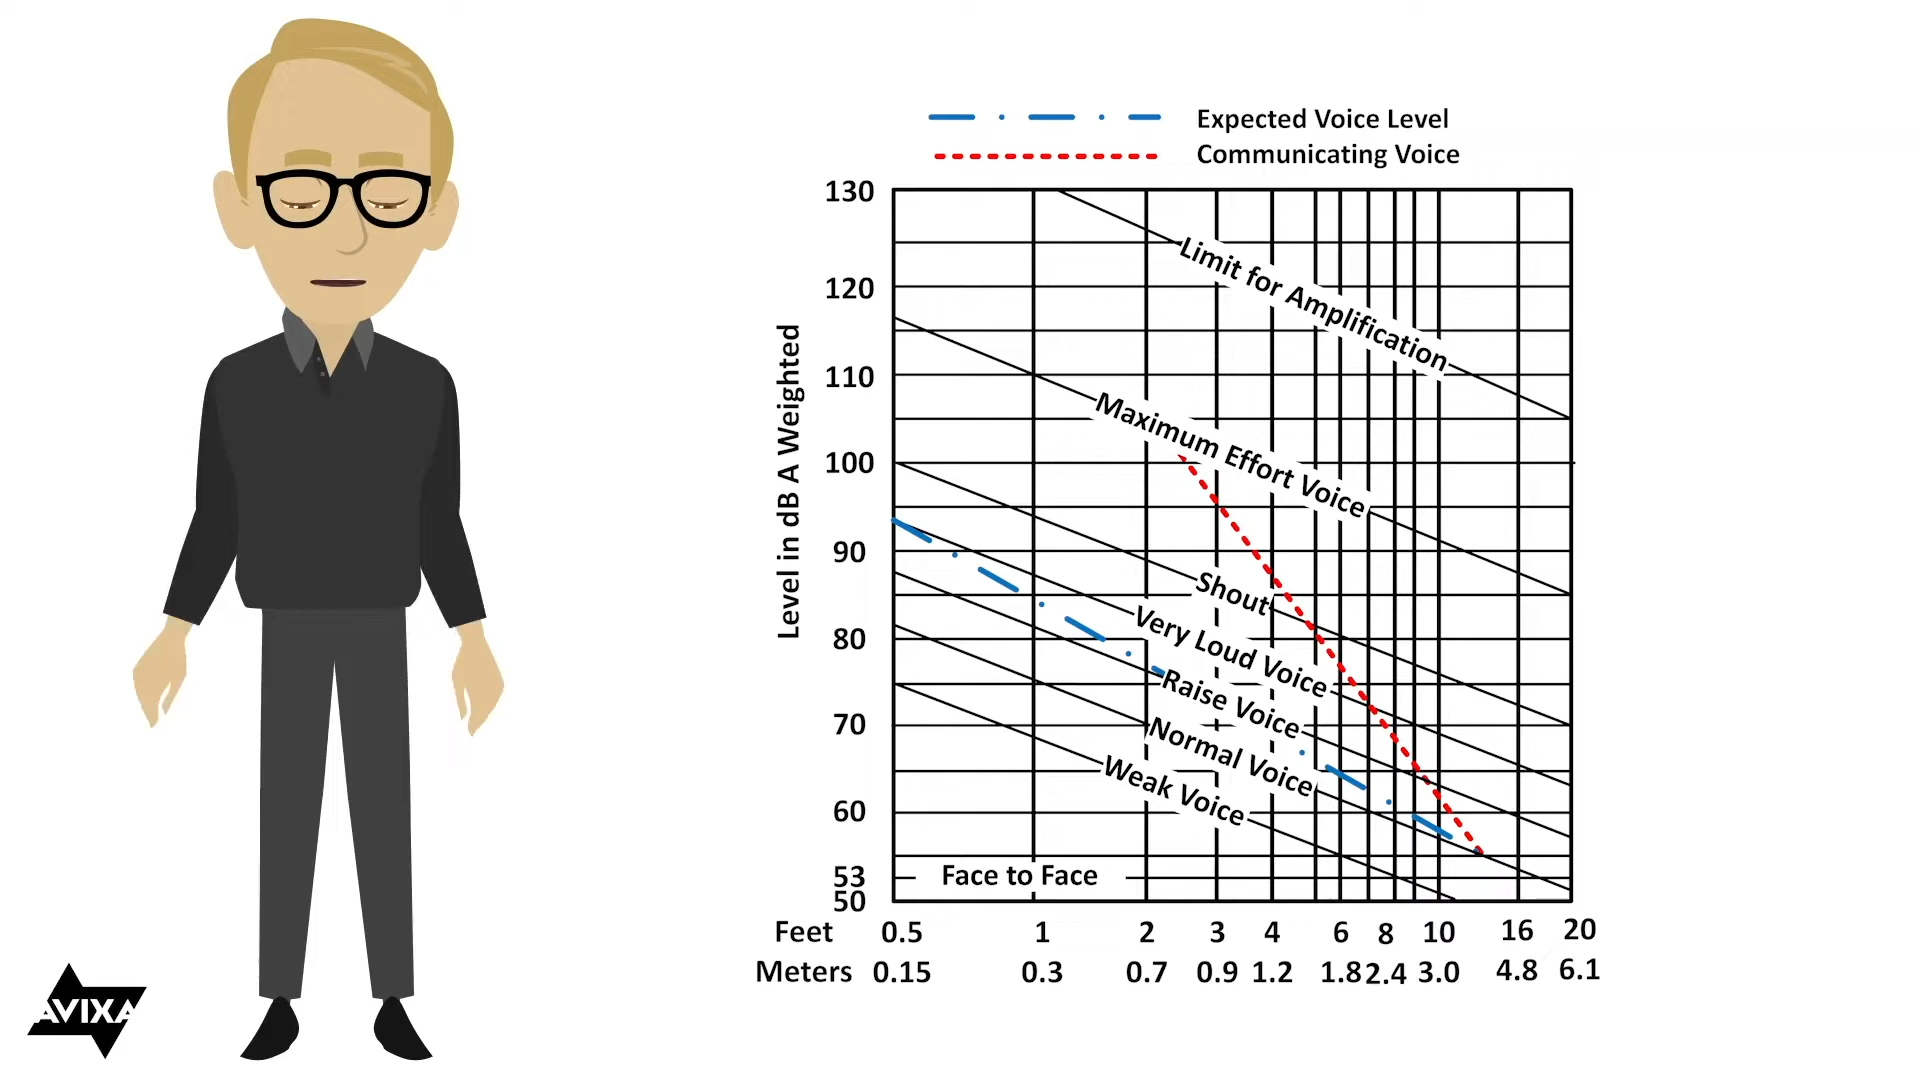 Expected Voice Level
Communicating Voice
130
120
110
100
90
80
70
60
53
50
Level in dB A Weighted
Limit for Amplification
Maximum Effort Voice
Shout
Very Loud Voice
Raise Voice
Normal Voice
Weak Voice
Face to Face
Feet 0.5 1 2 3 4 6 8 10 16 20
Meters 0.15 0.3 0.7 0.9 1.2 1.8 2.4 3.0 4.8 6.1
AVIXA